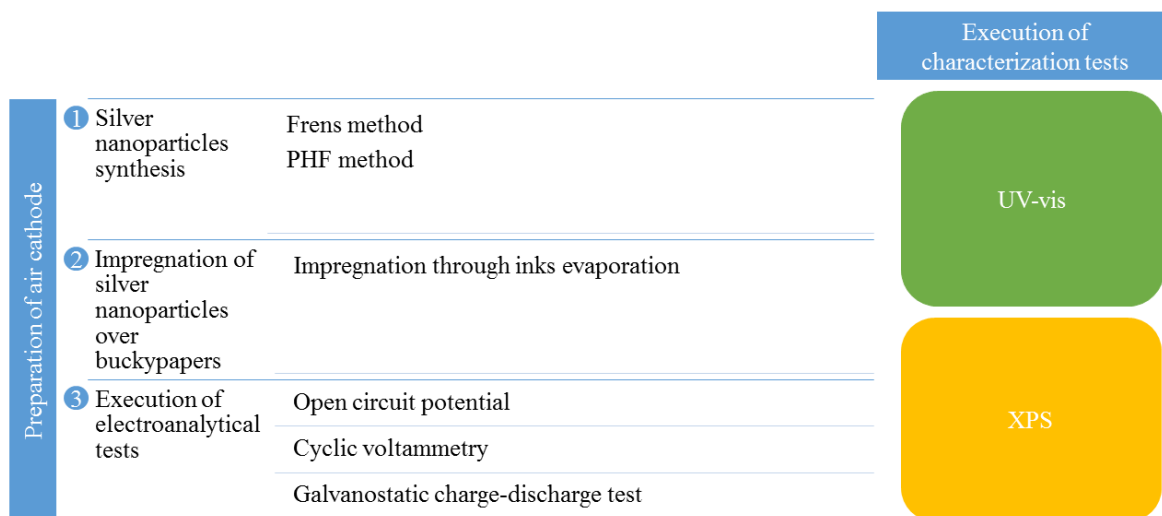 Execution of
characterization tests
Preparation of air cathode
1 Silver
nanoparticles
synthesis
Frens method
PHF method
UV-vis
2 Impregnation of
silver
nanoparticles
over
buckypapers
Impregnation through inks evaporation
3 Execution of
electroanalytical
tests
Open circuit potential
Cyclic voltammetry
Galvanostatic charge-discharge test
XPS